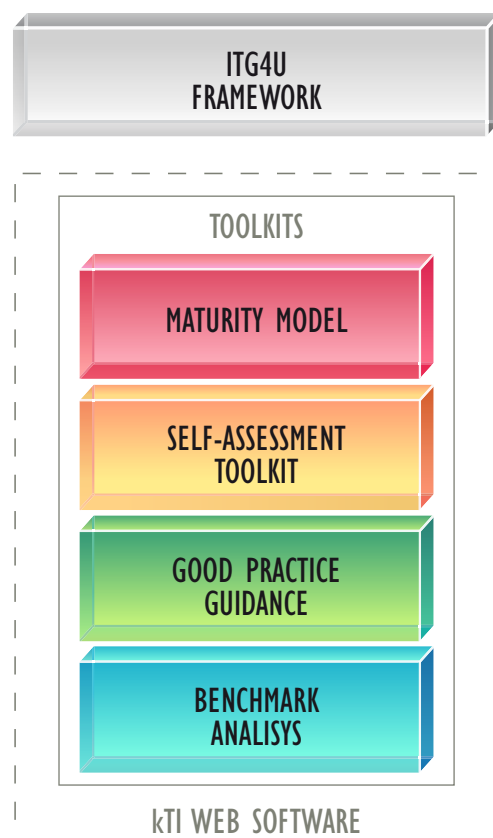 ITG4U
FRAMEWORK
TOOLKITS
MATURITY MODEL
SELF-ASSESSMENT
TOOLKIT
GOOD PRACTICE
GUIDANCE
BENCHMARK
ANALISYS
kTI WEB SOFTWARE